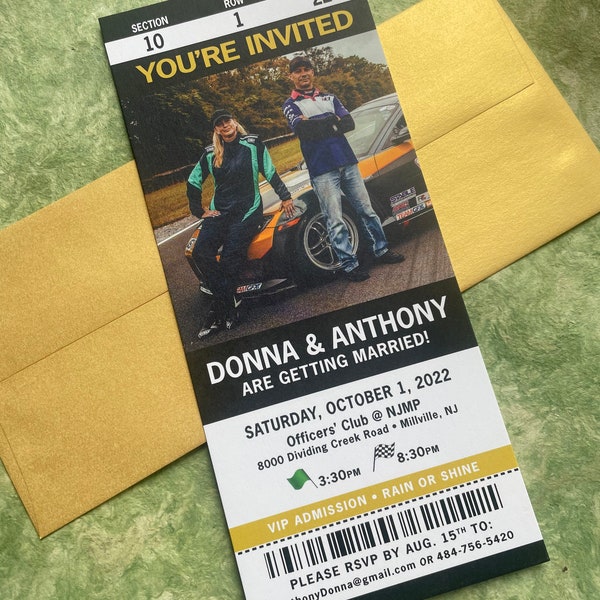 SECTION ROW
10 1
YOU'RE INVITED
DONNA & ANTHONY
ARE GETTING MARRIED!
SATURDAY, OCTOBER 1, 2022
Officers' Club @ NJMP
8000 Dividing Creek Road • Millville, NJ
3:30PM 8:30PM
VIP ADMISSION • RAIN OR SHINE
PLEASE RSVP BY AUG. 15TH TO:
OR 484-756-5420